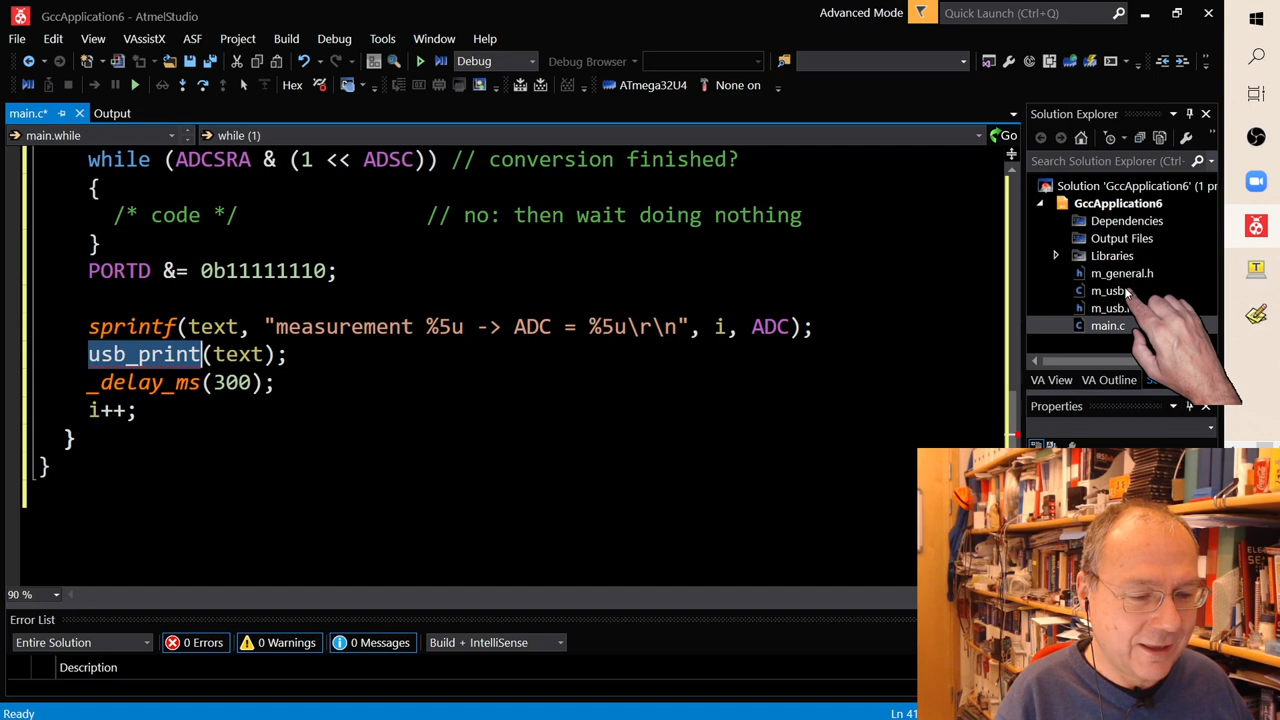 GccApplication6 - AtmelStudio
Advanced Mode
Quick Launch (Ctrl+Q)
File Edit View VAssistX ASF Project Build Debug Tools Window Help
Debug
Debug Browser
Hex
ATmega32U4
None on
main.c*
Output
main.while
while (1)
Go
while (ADCSRA & (1 << ADSC)) // conversion finished?
{
/* code */ // no: then wait doing nothing
}
PORTD &= 0b11111110;
sprintf(text, "measurement %5u -> ADC = %5u\r\n", i, ADC);
usb_print(text);
_delay_ms(300);
i++;
}
}
90 %
Solution Explorer
Search Solution Explorer (Ctrl-
Solution 'GccApplication6' (1 pr
GccApplication6
Dependencies
Output Files
Libraries
m_general.h
m_usb
m_usb.
main.c
VA View
VA Outline
Properties
Error List
Entire Solution
0 Errors
0 Warnings
0 Messages
Build + IntelliSense
Description
Ready
Ln 41